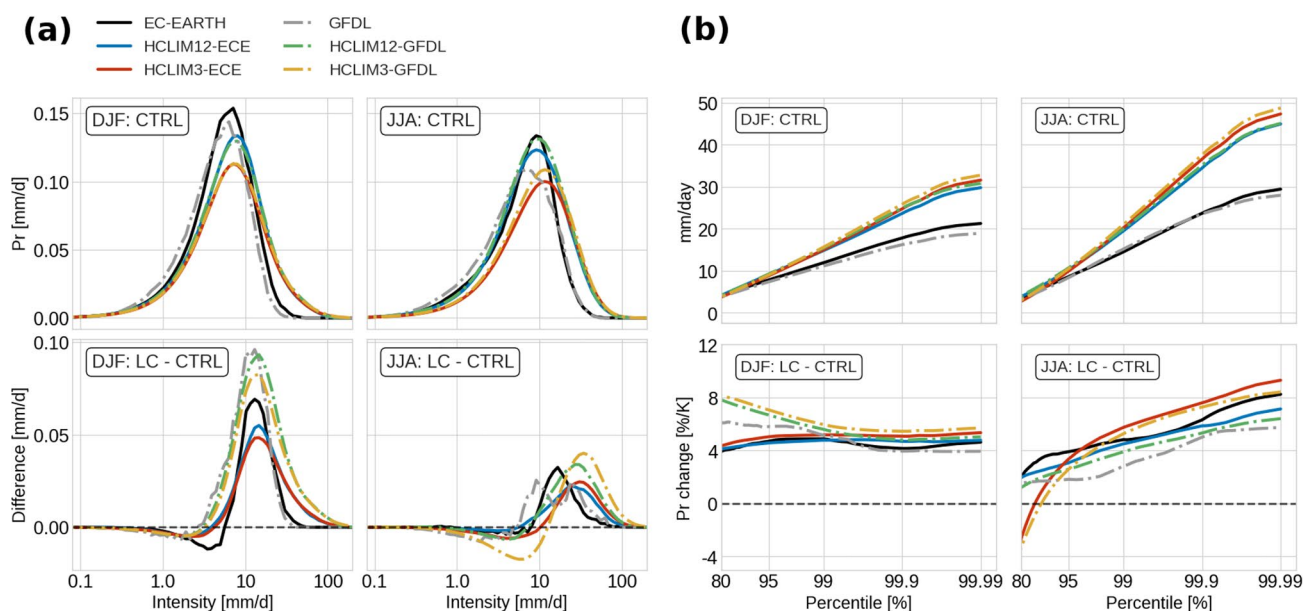 (a)
EC-EARTH
HCLIM12-ECE
HCLIM3-ECE
GFDL
HCLIM12-GFDL
HCLIM3-GFDL
(b)
DJF: CTRL
JJA: CTRL
0.15
0.10
0.05
0.00
Pr [mm/d]
DJF: LC - CTRL
JJA: LC - CTRL
0.10
0.05
0.00
Difference [mm/d]
0.1 1.0 10 100
0.1 1.0 10 100
Intensity [mm/d]
Intensity [mm/d]
DJF: CTRL
JJA: CTRL
50
40
30
20
10
0
mm/day
DJF: LC - CTRL
JJA: LC - CTRL
12
8
4
0
-4
Pr change [%/K]
80 95 99 99.9 99.99
80 95 99 99.9 99.99
Percentile [%]
Percentile [%]